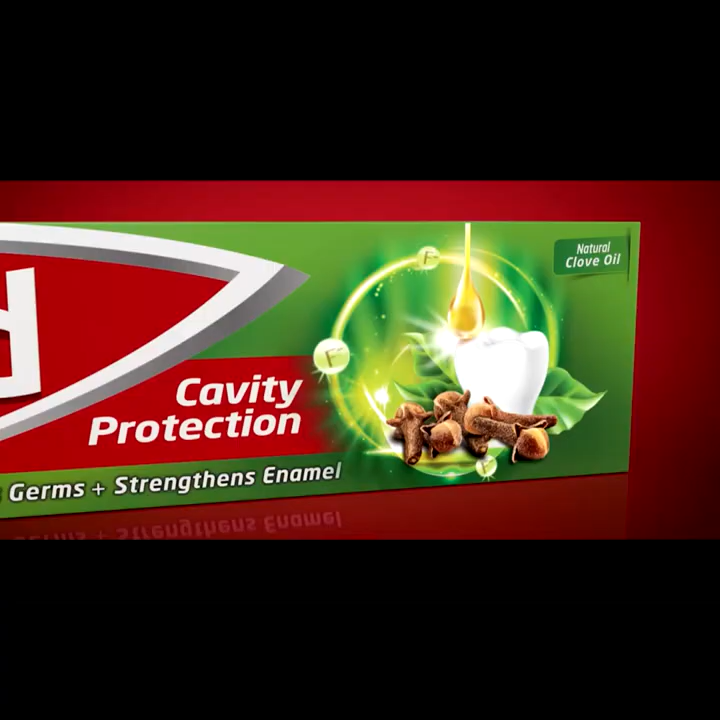 d
Natural
Clove Oil
F
F
Cavity
Protection
F
Germs + Strengthens Enamel